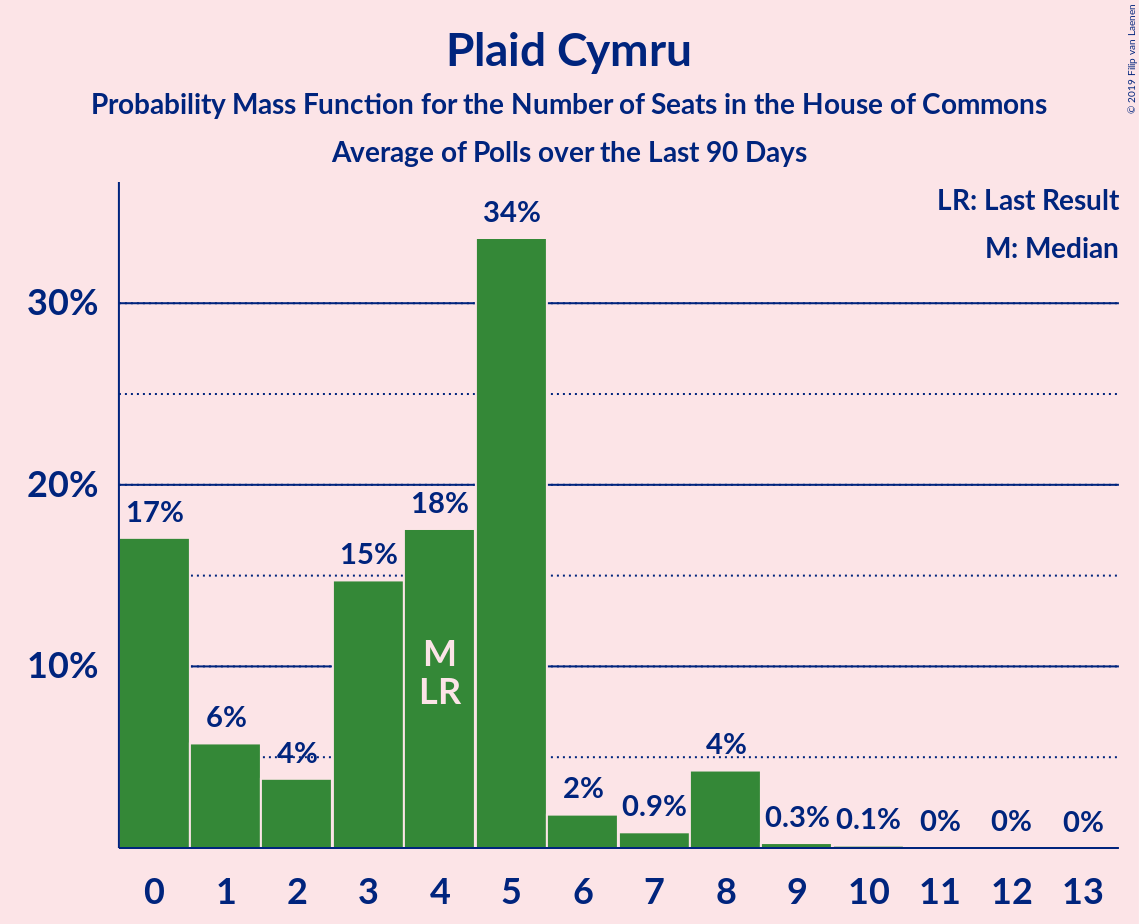 Plaid Cymru
Probability Mass Function for the Number of Seats in the House of Commons
Average of Polls over the Last 90 Days
© 2019 Filip van Laenen
LR: Last Result
M: Median
30%
20%
10%
17%
6%
4%
15%
18%
34%
2%
0.9%
4%
0.3%
0.1%
0%
0%
0%
M
LR
0 1 2 3 4 5 6 7 8 9 10 11 12 13